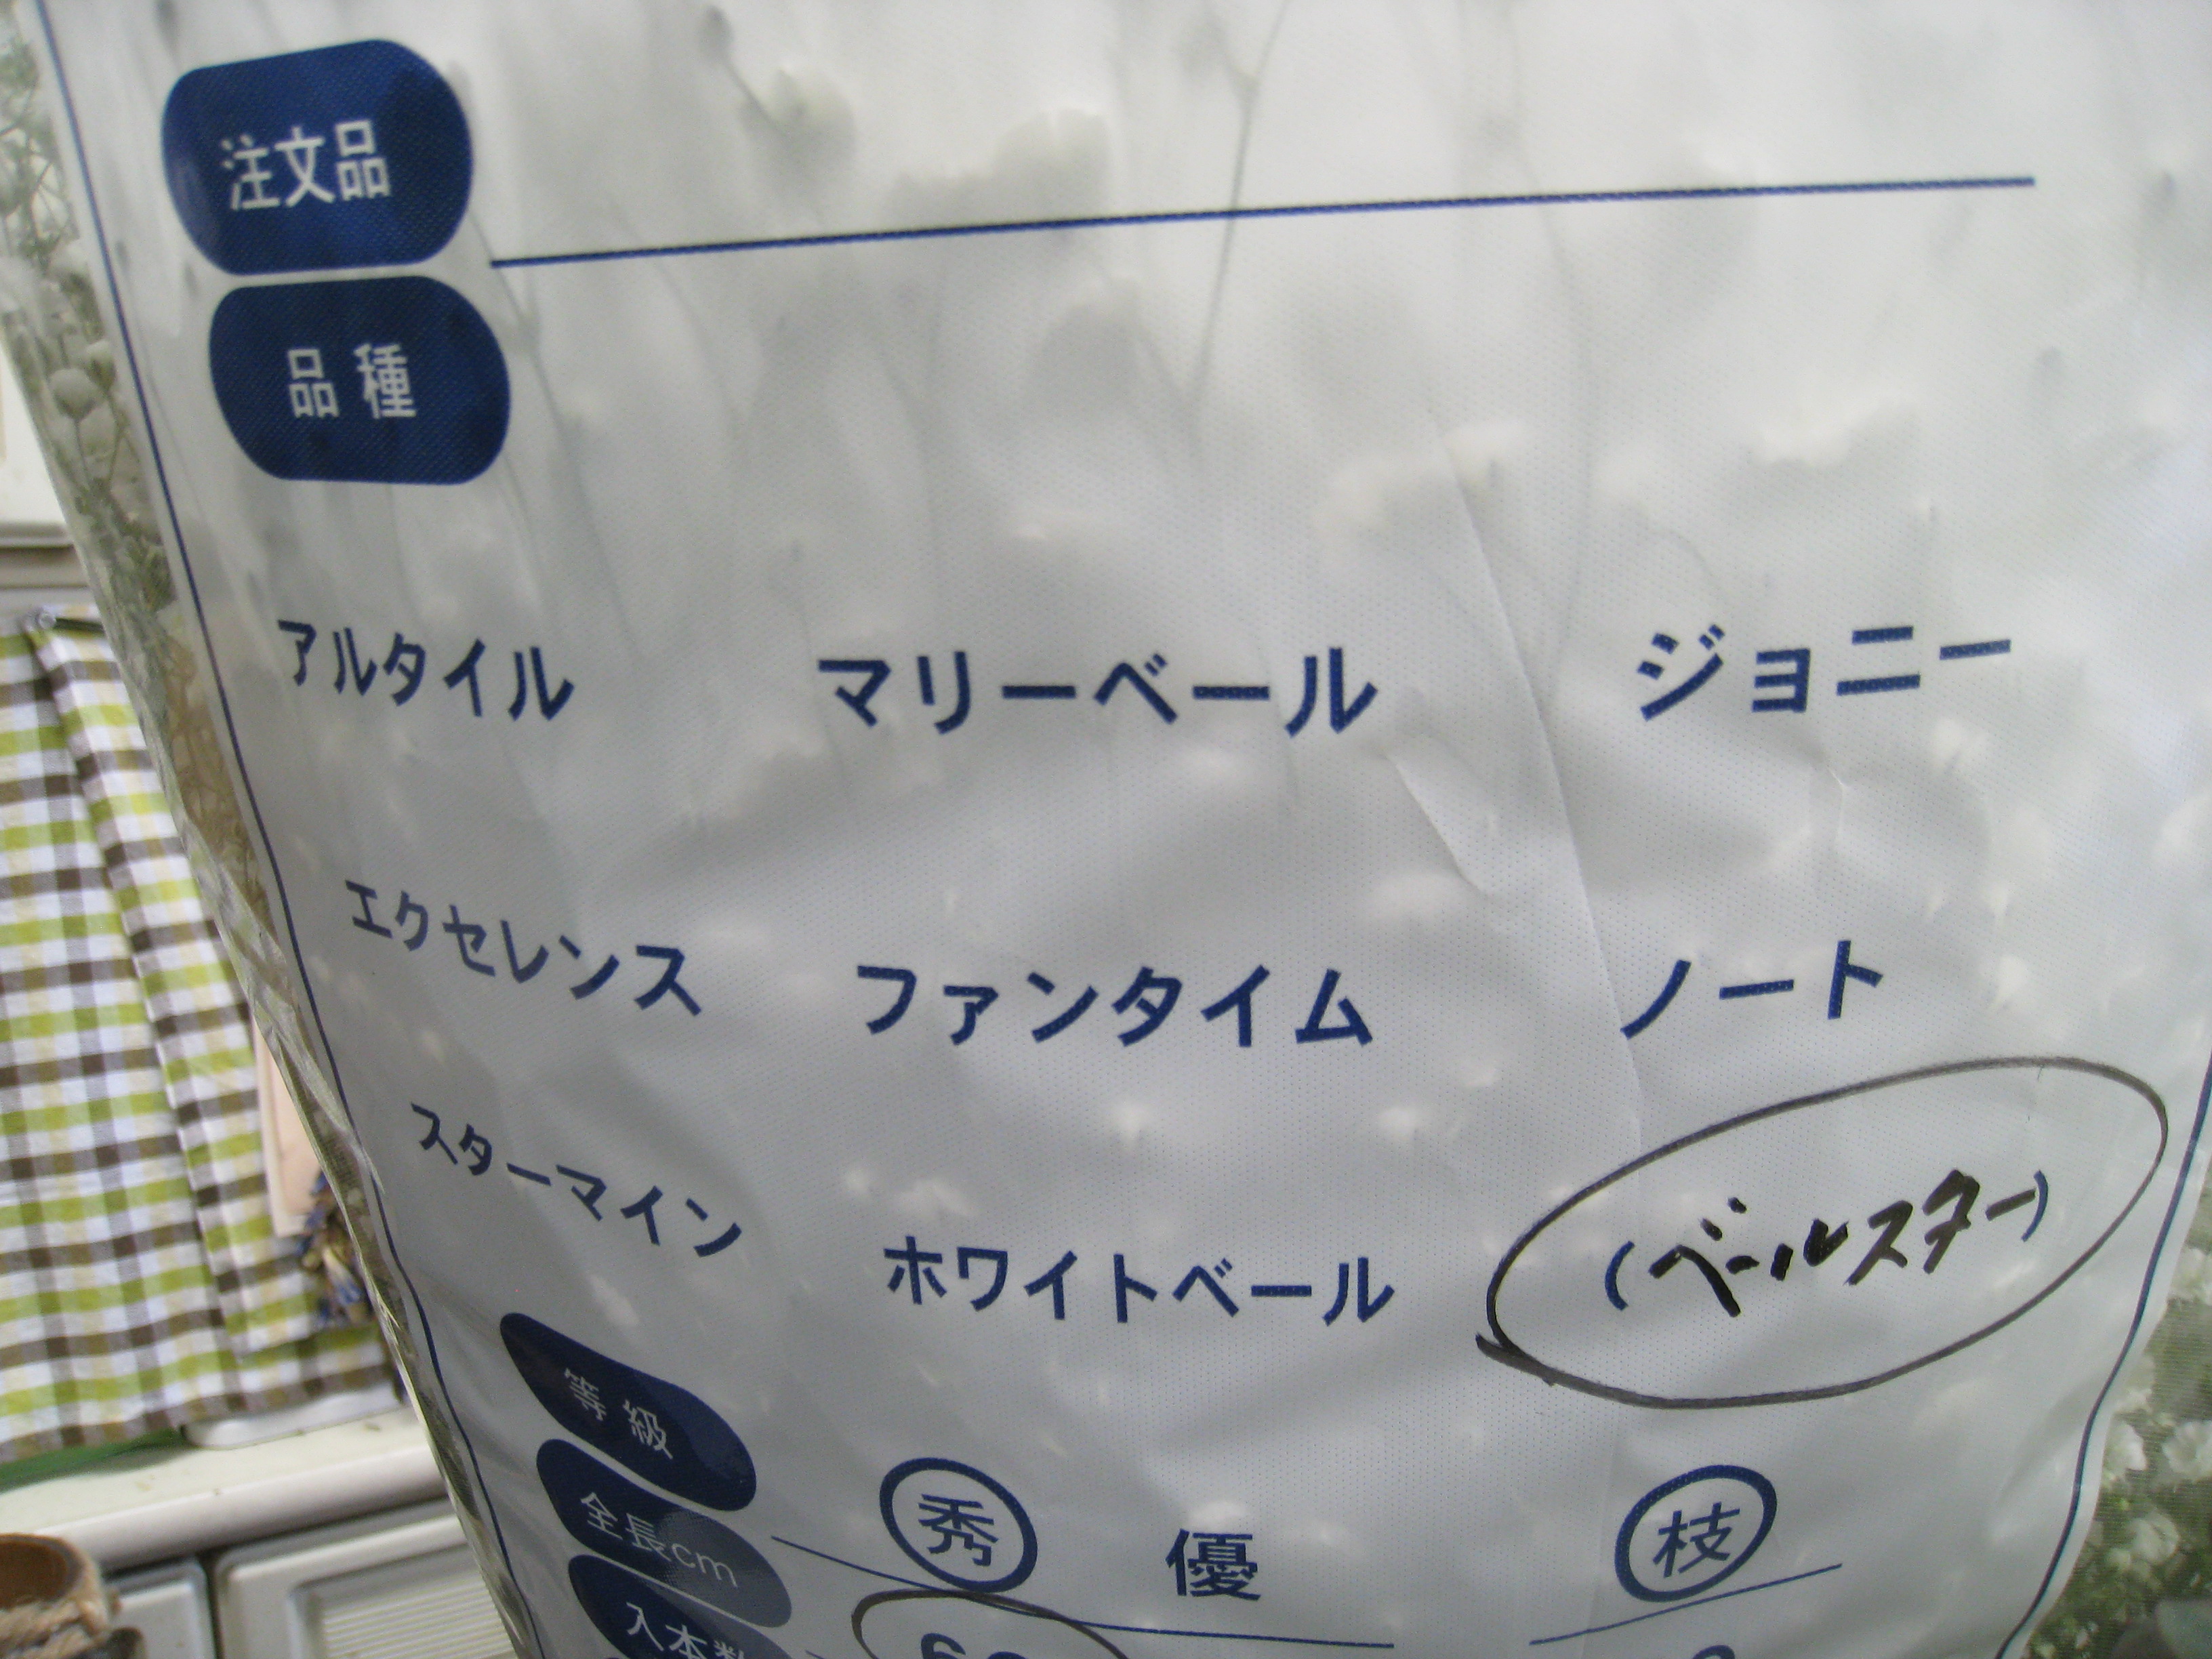 注文品
品種
アルタイル マリーベール ジョニー
エクセレンス ファンタイム ノート
スターマイン ホワイトベール (ベールスター)
等級 秀 優 枝
全長cm
入本数